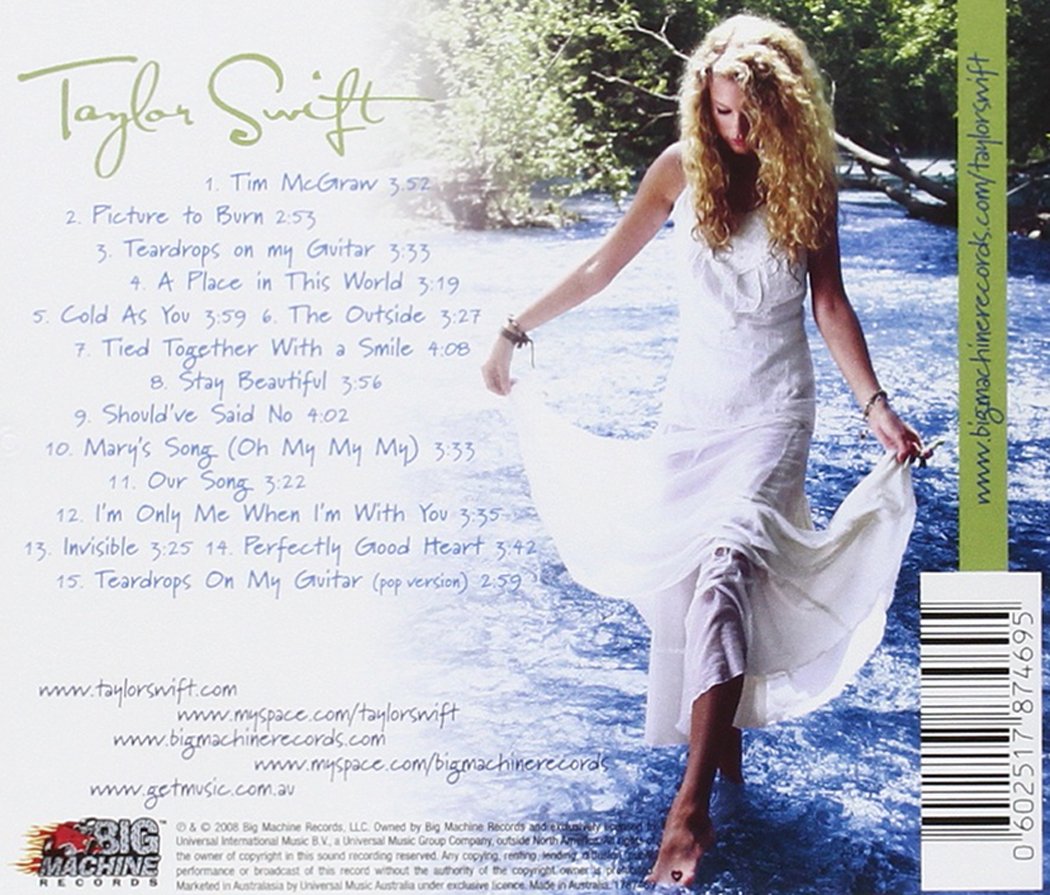 Taylor Swift
1. Tim McGraw 3:52
2. Picture to Burn 2:53
3. Teardrops on my Guitar 3:33
4. A Place in This World 3:19
5. Cold As You 3:59 6. The Outside 3:27
7. Tied Together With a Smile 4:08
8. Stay Beautiful 3:56
9. Should've Said No 4:02
10. Mary's Song (Oh My My My) 3:33
11. Our Song 3:22
12. I'm Only Me When I'm With You 3:35
13. Invisible 3:25 14. Perfectly Good Heart 3:42
15. Teardrops On My Guitar (pop version) 2:59
www.taylorswift.com
www.myspace.com/taylorswift
www.bigmachinerecords.com
www.myspace.com/bigmachinerecords
www.getmusic.com.au
BIG
MACHINE
RECORDS
℗ & © 2008 Big Machine Records, LLC. Owned by Big Machine Records and exclusively licensed to
Universal International Music B.V., a Universal Music Group Company, outside North America. All rights of
the owner of copyright in this sound recording reserved. Any copying, renting, lending, diffusion, public
performance or broadcast of this record without the authority of the copyright owner is prohibited.
Marketed in Australasia by Universal Music Australia under exclusive licence. Made in Australia.
www.bigmachinerecords.com/taylorswift
0 602517 874695